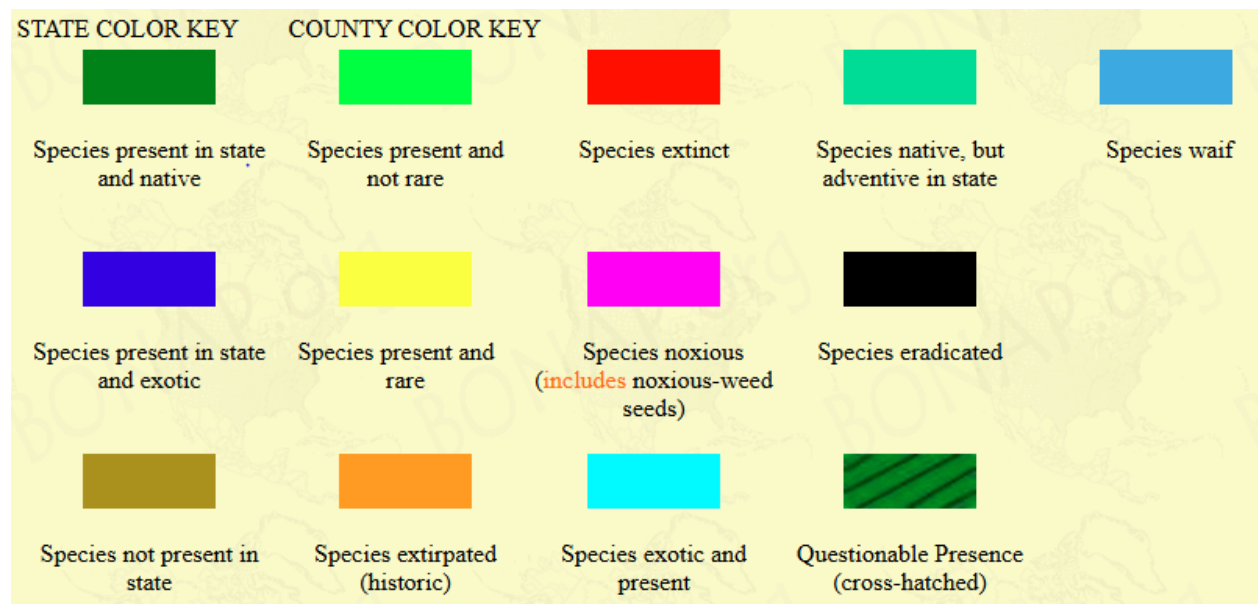 STATE COLOR KEY
COUNTY COLOR KEY
Species present in state
and native
Species present and
not rare
Species extinct
Species native, but
adventive in state
Species waif
Species present in state
and exotic
Species present and
rare
Species noxious
(includes noxious-weed
seeds)
Species eradicated
Species not present in
state
Species extirpated
(historic)
Species exotic and
present
Questionable Presence
(cross-hatched)
BONAP.org